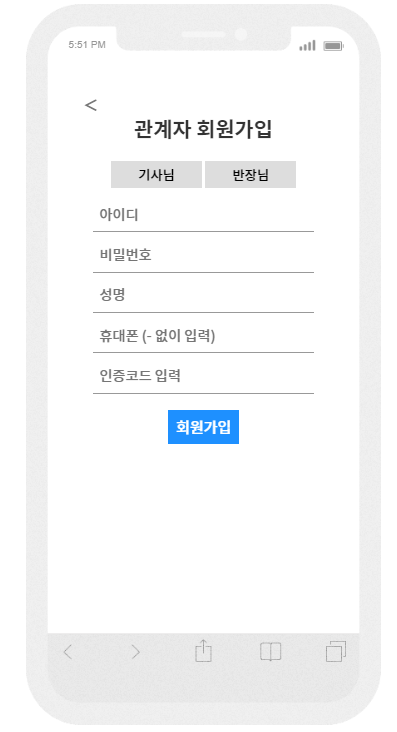 5:51 PM
<
관계자 회원가입
기사님 반장님
아이디
비밀번호
성명
휴대폰 (- 없이 입력)
인증코드 입력
회원가입